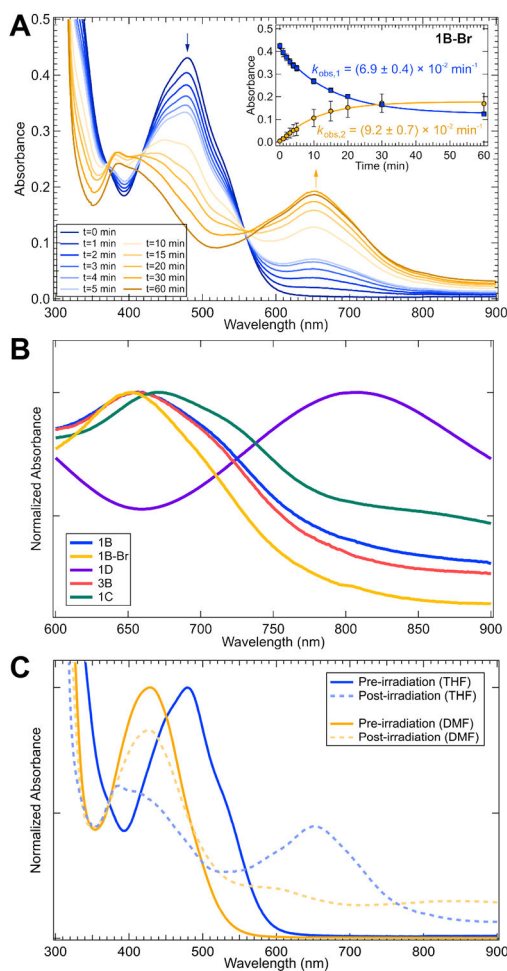 A
1B-Br
k_obs,1 = (6.9 ± 0.4) × 10⁻² min⁻¹
k_obs,2 = (9.2 ± 0.7) × 10⁻² min⁻¹
Absorbance
0.5
0.4
0.3
0.2
0.1
0.0
0 10 20 30 40 50 60
Time (min)
0.5
0.4
0.3
0.2
0.1
0.0
Absorbance
t=0 min
t=1 min
t=2 min
t=3 min
t=4 min
t=5 min
t=10 min
t=15 min
t=20 min
t=30 min
t=60 min
300 400 500 600 700 800 900
Wavelength (nm)
B
Normalized Absorbance
1B
1B-Br
1D
3B
1C
600 650 700 750 800 850 900
Wavelength (nm)
C
Normalized Absorbance
Pre-irradiation (THF)
Post-irradiation (THF)
Pre-irradiation (DMF)
Post-irradiation (DMF)
300 400 500 600 700 800 900
Wavelength (nm)